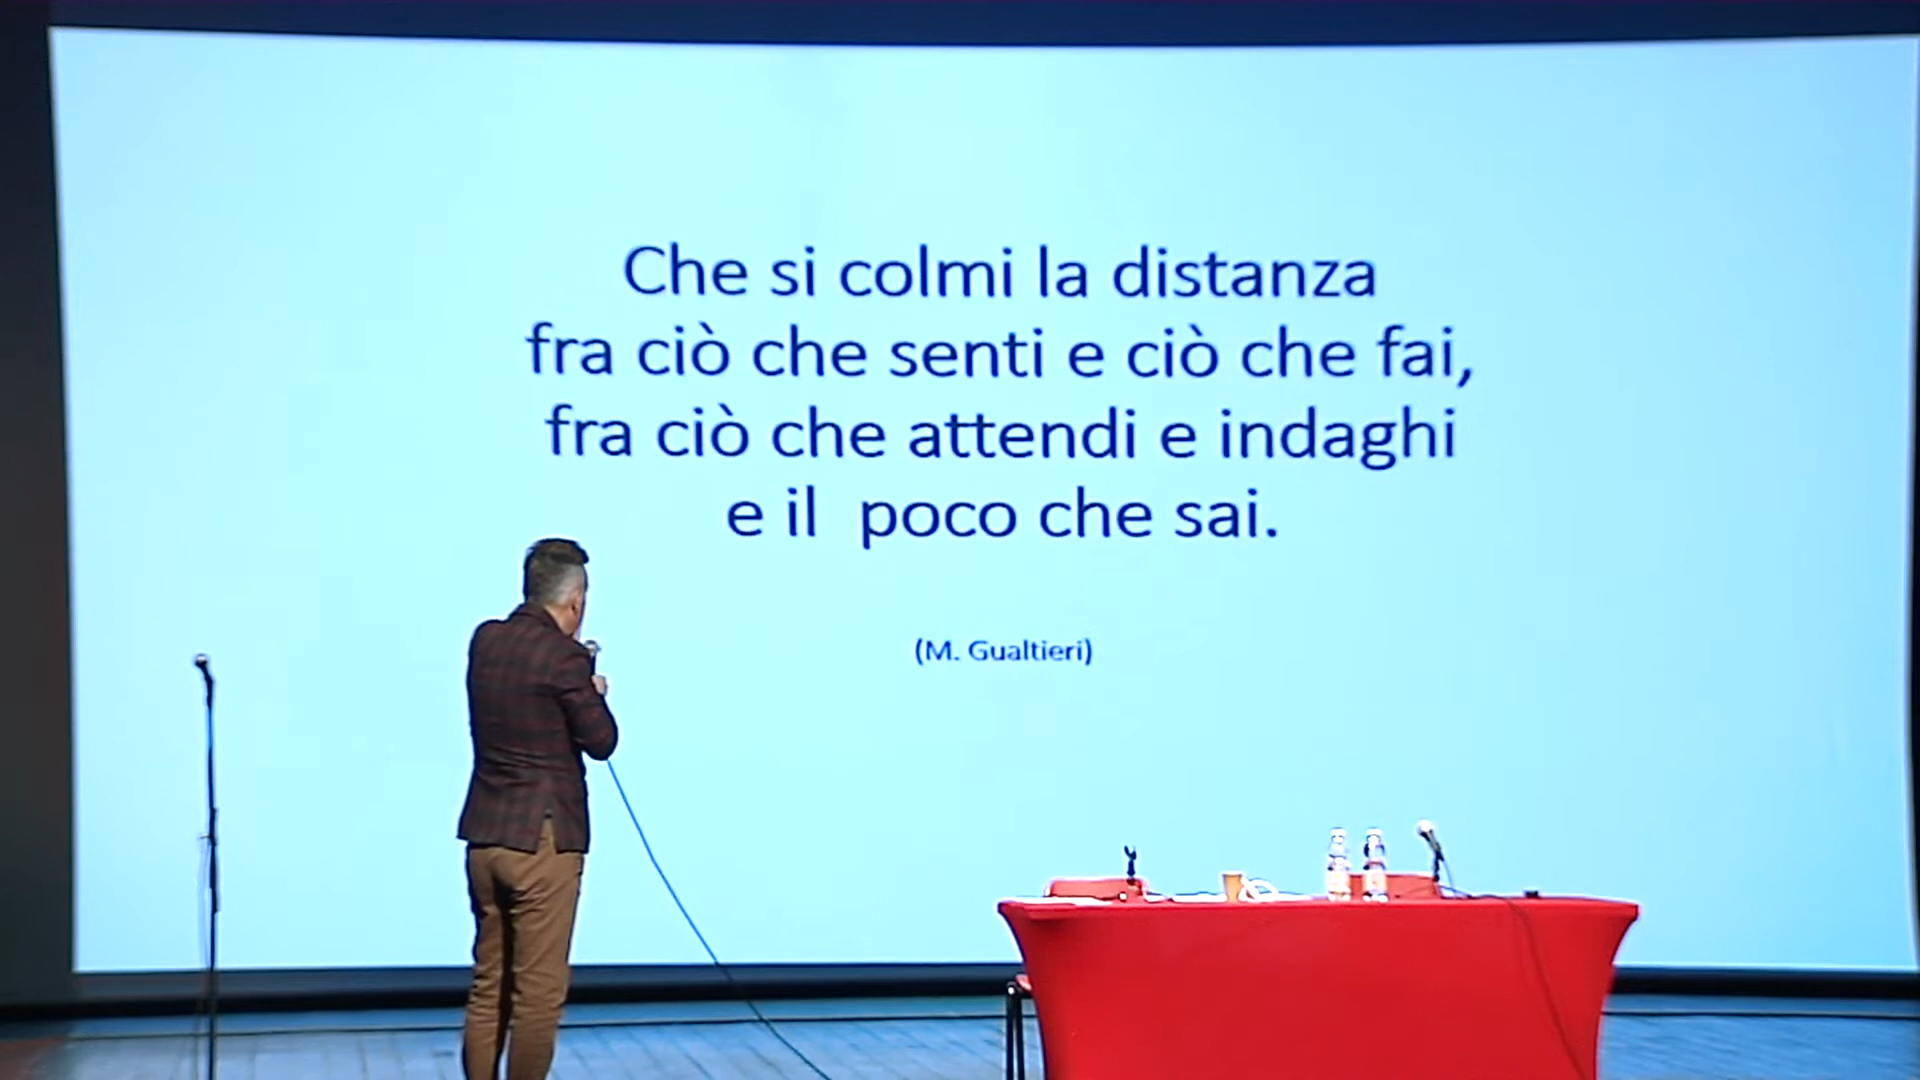 Che si colmi la distanza
fra ciò che senti e ciò che fai,
fra ciò che attendi e indaghi
e il  poco che sai.
(M. Gualtieri)